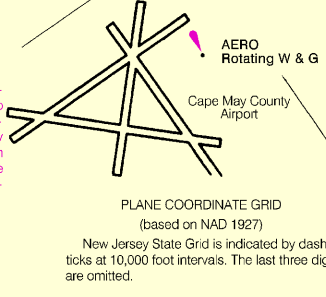 AERO
Rotating W & G
Cape May County
Airport
PLANE COORDINATE GRID
(based on NAD 1927)
New Jersey State Grid is indicated by dash
ticks at 10,000 foot intervals. The last three dig
are omitted.